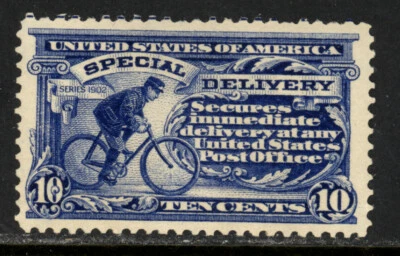 UNITED STATES OF AMERICA
SPECIAL DELIVERY
SERIES 1902
Secures
immediate
delivery at any
United States
Post Office
10 TEN CENTS 10